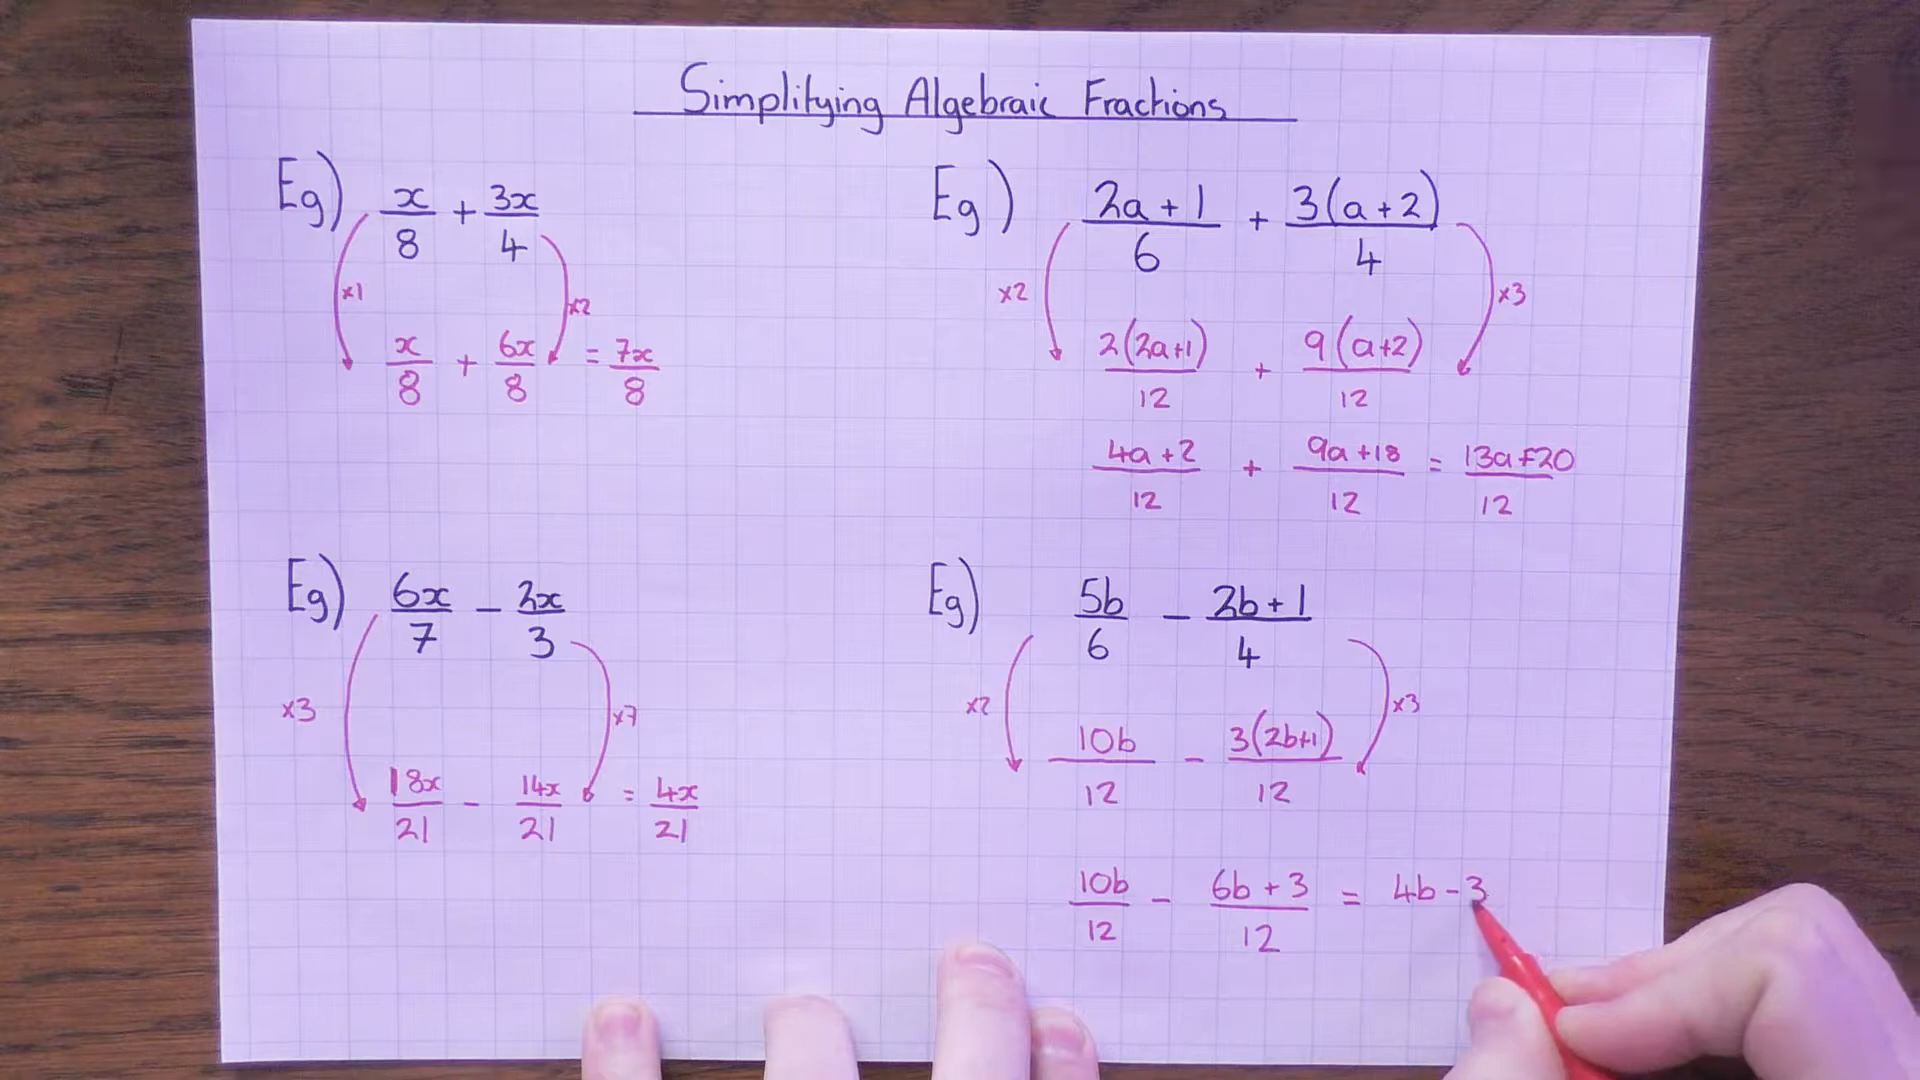 Simplifying Algebraic Fractions
Eg) x/8 + 3x/4
x1 x2
x/8 + 6x/8 = 7x/8
Eg) 2a+1/6 + 3(a+2)/4
x2 x3
2(2a+1)/12 + 9(a+2)/12
4a+2/12 + 9a+18/12 = 13a+20/12
Eg) 6x/7 - 2x/3
x3 x7
18x/21 - 14x/21 = 4x/21
Eg) 5b/6 - 2b+1/4
x2 x3
10b/12 - 3(2b+1)/12
10b/12 - 6b+3/12 = 4b-3